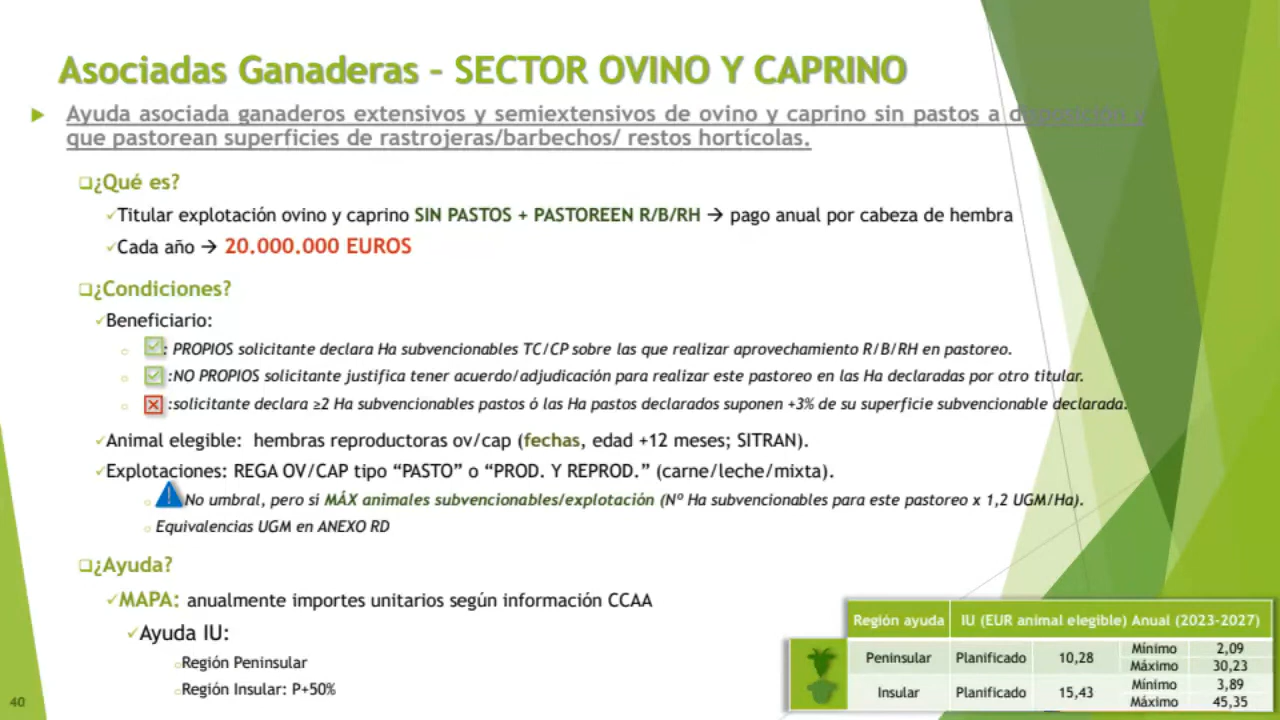 Asociadas Ganaderas – SECTOR OVINO Y CAPRINO
Ayuda asociada ganaderos extensivos y semiextensivos de ovino y caprino sin pastos a disposición y
que pastorean superficies de rastrojeras/barbechos/ restos hortícolas.
¿Qué es?
Titular explotación ovino y caprino SIN PASTOS + PASTOREEN R/B/RH → pago anual por cabeza de hembra
Cada año → 20.000.000 EUROS
¿Condiciones?
Beneficiario:
: PROPIOS solicitante declara Ha subvencionables TC/CP sobre las que realizar aprovechamiento R/B/RH en pastoreo.
:NO PROPIOS solicitante justifica tener acuerdo/adjudicación para realizar este pastoreo en las Ha declaradas por otro titular.
:solicitante declara ≥2 Ha subvencionables pastos ó las Ha pastos declarados suponen +3% de su superficie subvencionable declarada.
Animal elegible: hembras reproductoras ov/cap (fechas, edad +12 meses; SITRAN).
Explotaciones: REGA OV/CAP tipo “PASTO” o “PROD. Y REPROD.” (carne/leche/mixta).
No umbral, pero si MÁX animales subvencionables/explotación (Nº Ha subvencionables para este pastoreo x 1,2 UGM/Ha).
Equivalencias UGM en ANEXO RD
¿Ayuda?
MAPA: anualmente importes unitarios según información CCAA
Ayuda IU:
Región Peninsular
Región Insular: P+50%
Región ayuda IU (EUR animal elegible) Anual (2023-2027)
Peninsular Planificado 10,28 Mínimo 2,09
Máximo 30,23
Insular Planificado 15,43 Mínimo 3,89
Máximo 45,35
40